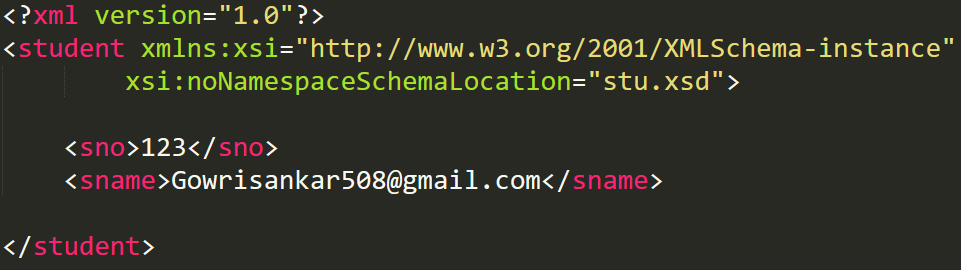 <?xml version="1.0"?>
<student xmlns:xsi="http://www.w3.org/2001/XMLSchema-instance"
xsi:noNamespaceSchemaLocation="stu.xsd">
<sno>123</sno>
<sname>Gowrisankar508@gmail.com</sname>
</student>